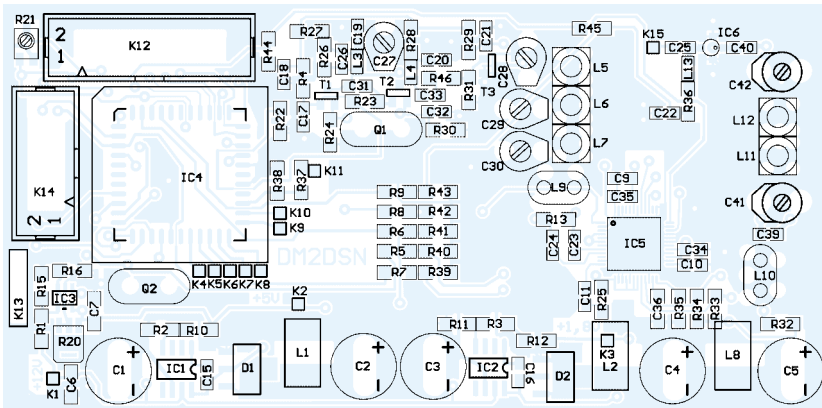 R21
2
1
K12
R44
R27
R26
C26
C19
L3
C27
R28
L4
C20
R46
R29
C21
T3
C28
R45
K15
C25
IC6
C40
L13
R36
C22
C42
C18
R4
T1
C31
R23
T2
C33
C32
R31
L5
L6
L7
C29
C30
L12
L11
R22
C17
R24
Q1
R30
K14
2
1
IC4
R38
R37
K11
K10
K9
R9
R43
R8
R42
R6
R41
R5
R40
R7
R39
L9
C9
C35
R13
C24
C23
IC5
C34
C10
C41
C39
L10
DM2DSN
K13
R15
R16
IC3
C7
Q2
K4
K5
K6
K7
K8
+6V
K2
R1
R20
K1
C6
+12V
C1
+
-
R2
R10
IC1
C15
D1
L1
C2
+
-
C3
+
-
R11
R3
R12
IC2
C16
D2
+1,8
C11
R25
K3
L2
C36
R35
R34
R33
C4
+
-
L8
R32
C5
+
-